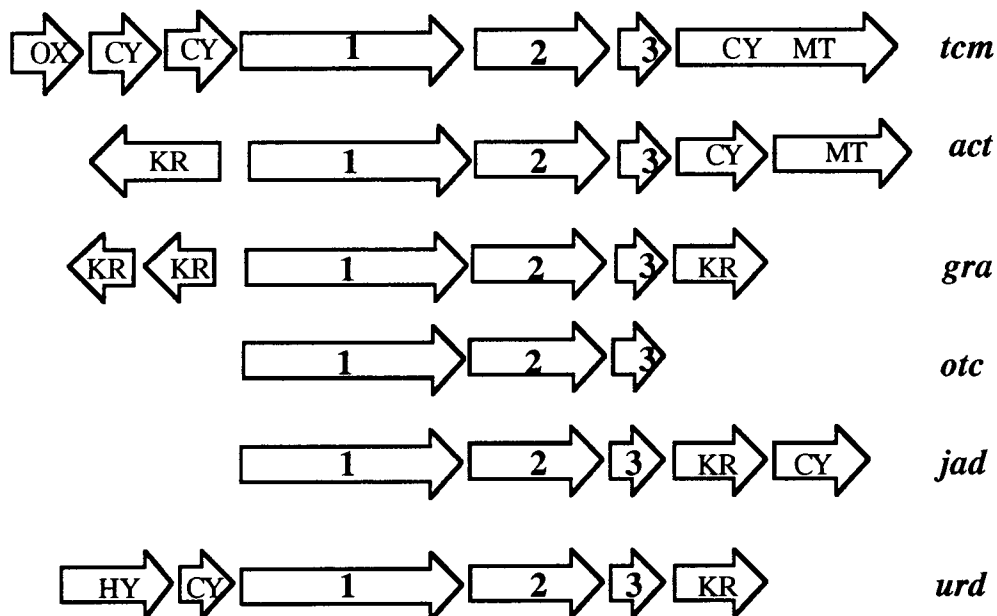 OX CY CY 1 2 3 CY MT tcm
KR 1 2 3 CY MT act
KR KR 1 2 3 KR gra
1 2 3 otc
1 2 3 KR CY jad
HY CY 1 2 3 KR urd